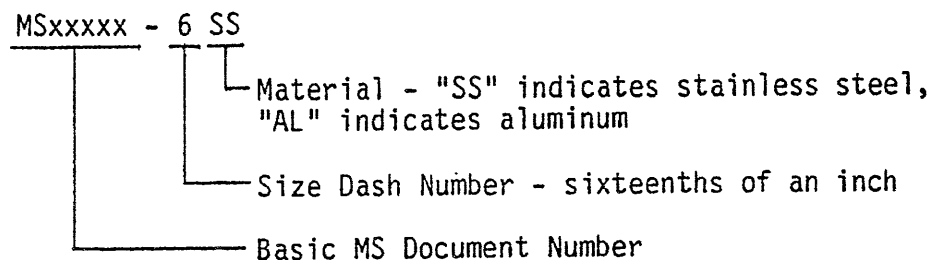 MSxxxxx - 6 SS
Material - "SS" indicates stainless steel,
"AL" indicates aluminum
Size Dash Number - sixteenths of an inch
Basic MS Document Number